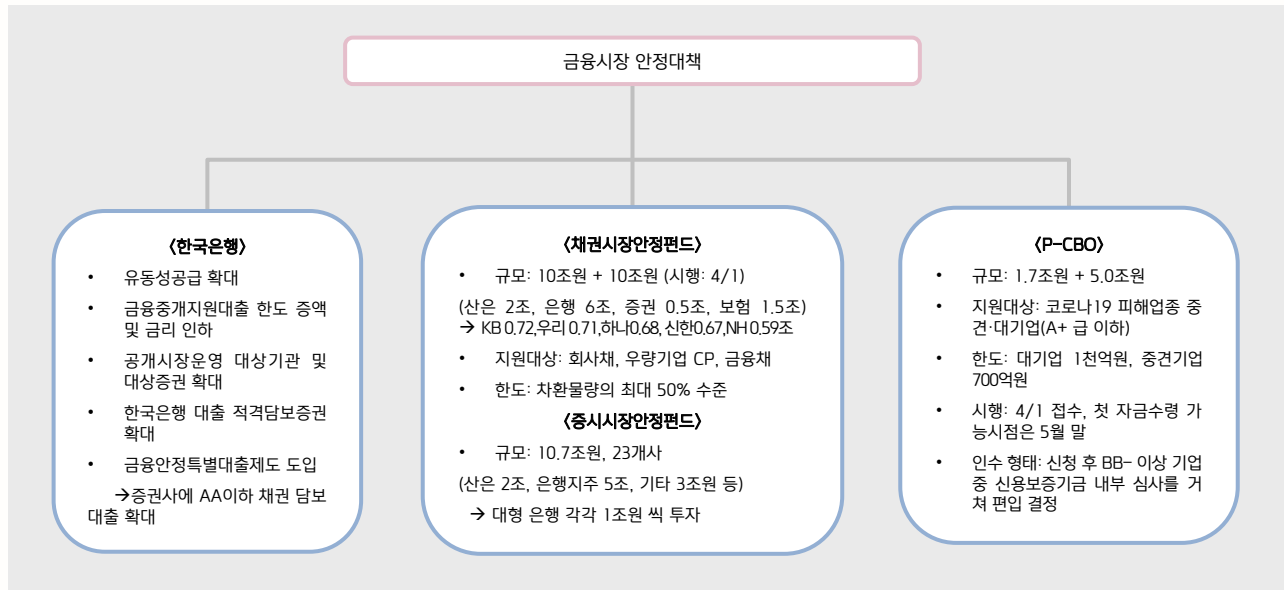 금융시장 안정대책
〈한국은행〉
• 유동성공급 확대
• 금융중개지원대출 한도 증액
및 금리 인하
• 공개시장운영 대상기관 및
대상증권 확대
• 한국은행 대출 적격담보증권
확대
• 금융안정특별대출제도 도입
→증권사에 AA이하 채권 담보
대출 확대
〈채권시장안정펀드〉
• 규모: 10조원 + 10조원 (시행: 4/1)
(산은 2조, 은행 6조, 증권 0.5조, 보험 1.5조)
→ KB 0.72,우리 0.71,하나0.68, 신한0.67,NH 0.59조
• 지원대상: 회사채, 우량기업 CP, 금융채
• 한도: 차환물량의 최대 50% 수준
〈증시시장안정펀드〉
• 규모: 10.7조원, 23개사
(산은 2조, 은행지주 5조, 기타 3조원 등)
→ 대형 은행 각각 1조원 씩 투자
〈P-CBO〉
• 규모: 1.7조원 + 5.0조원
• 지원대상: 코로나19 피해업종 중
견·대기업(A+ 급 이하)
• 한도: 대기업 1천억원, 중견기업
700억원
• 시행: 4/1 접수, 첫 자금수령 가
능시점은 5월 말
• 인수 형태: 신청 후 BB- 이상 기업
중 신용보증기금 내부 심사를 거
쳐 편입 결정